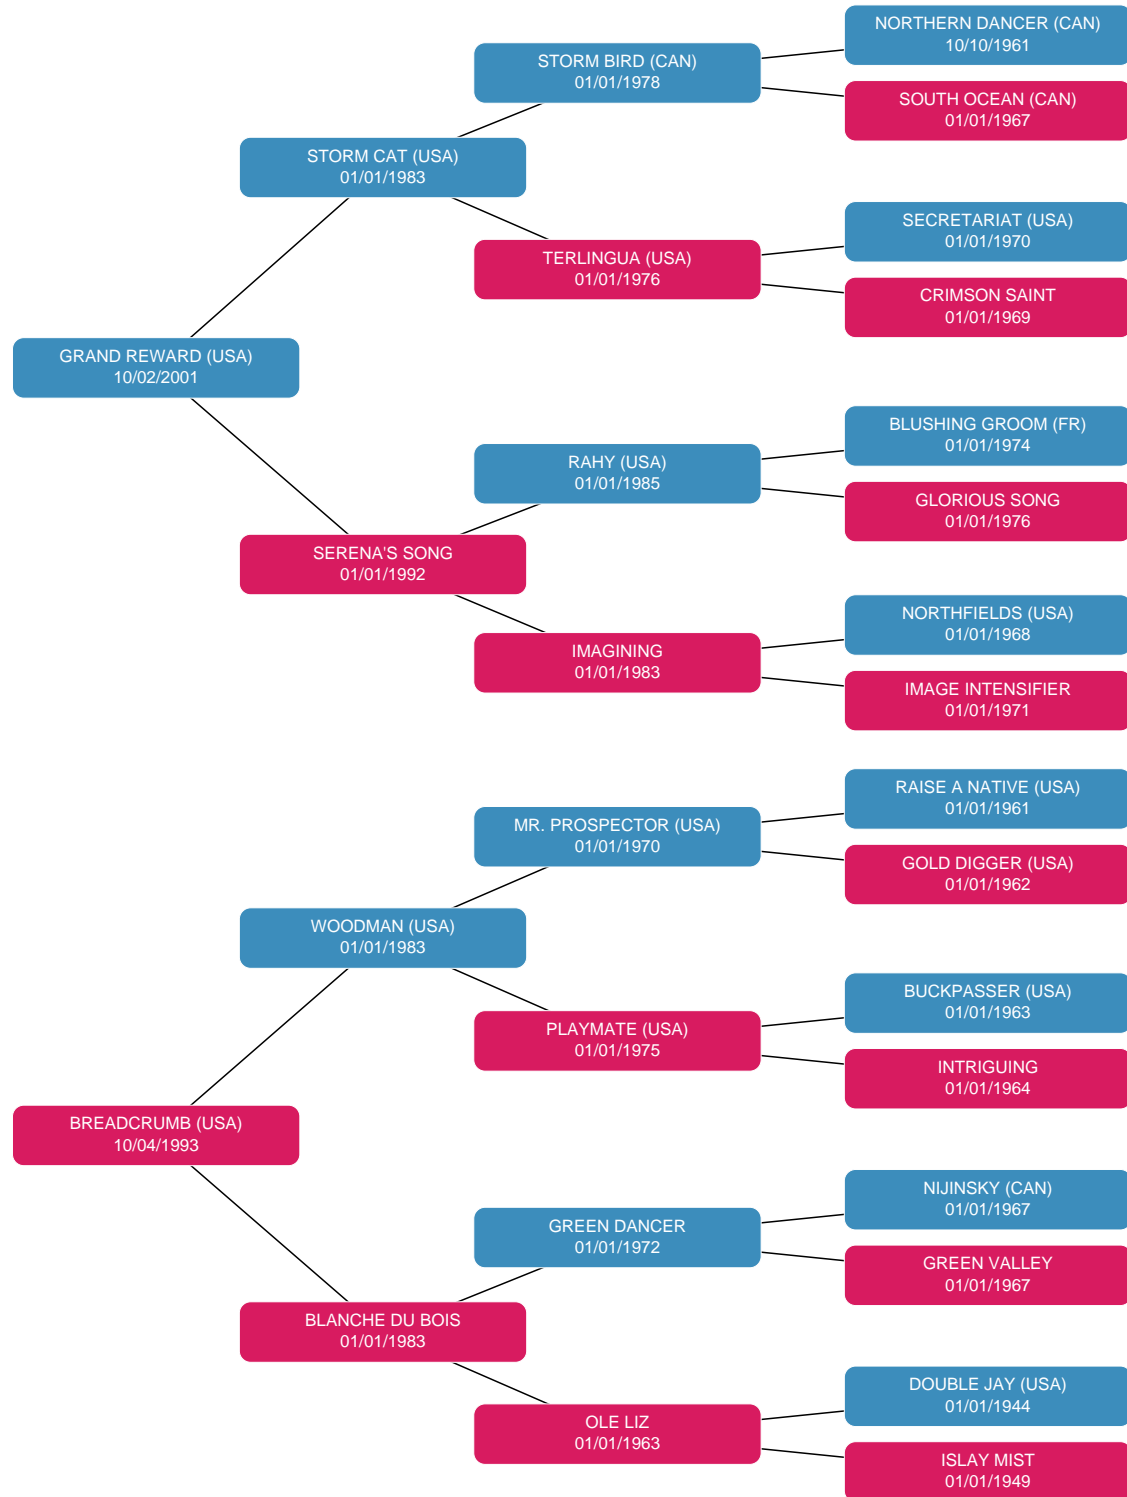 NORTHERN DANCER (CAN)
10/10/1961
STORM BIRD (CAN)
01/01/1978
SOUTH OCEAN (CAN)
01/01/1967
STORM CAT (USA)
01/01/1983
SECRETARIAT (USA)
01/01/1970
TERLINGUA (USA)
01/01/1976
CRIMSON SAINT
01/01/1969
GRAND REWARD (USA)
10/02/2001
BLUSHING GROOM (FR)
01/01/1974
RAHY (USA)
01/01/1985
GLORIOUS SONG
01/01/1976
SERENA'S SONG
01/01/1992
NORTHFIELDS (USA)
01/01/1968
IMAGINING
01/01/1983
IMAGE INTENSIFIER
01/01/1971
RAISE A NATIVE (USA)
01/01/1961
MR. PROSPECTOR (USA)
01/01/1970
GOLD DIGGER (USA)
01/01/1962
WOODMAN (USA)
01/01/1983
BUCKPASSER (USA)
01/01/1963
PLAYMATE (USA)
01/01/1975
INTRIGUING
01/01/1964
BREADCRUMB (USA)
10/04/1993
NIJINSKY (CAN)
01/01/1967
GREEN DANCER
01/01/1972
GREEN VALLEY
01/01/1967
BLANCHE DU BOIS
01/01/1983
DOUBLE JAY (USA)
01/01/1944
OLE LIZ
01/01/1963
ISLAY MIST
01/01/1949